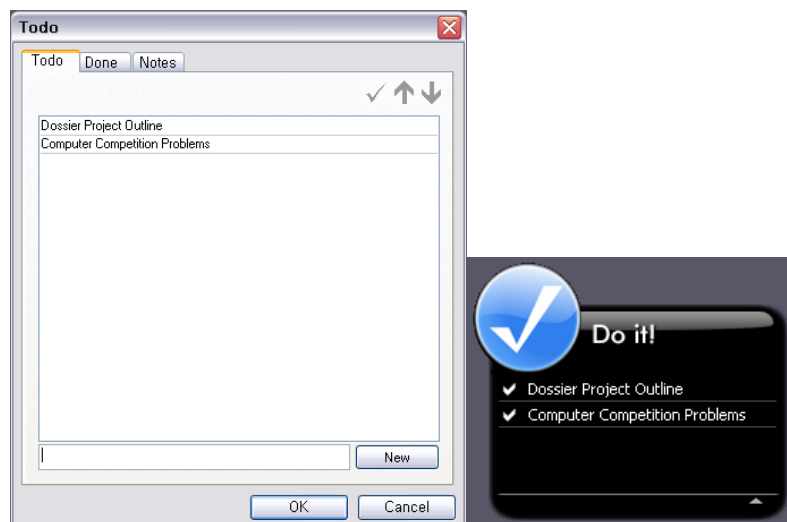 Todo
Todo Done Notes
Dossier Project Outline
Computer Competition Problems
New
OK Cancel
Do it!
Dossier Project Outline
Computer Competition Problems